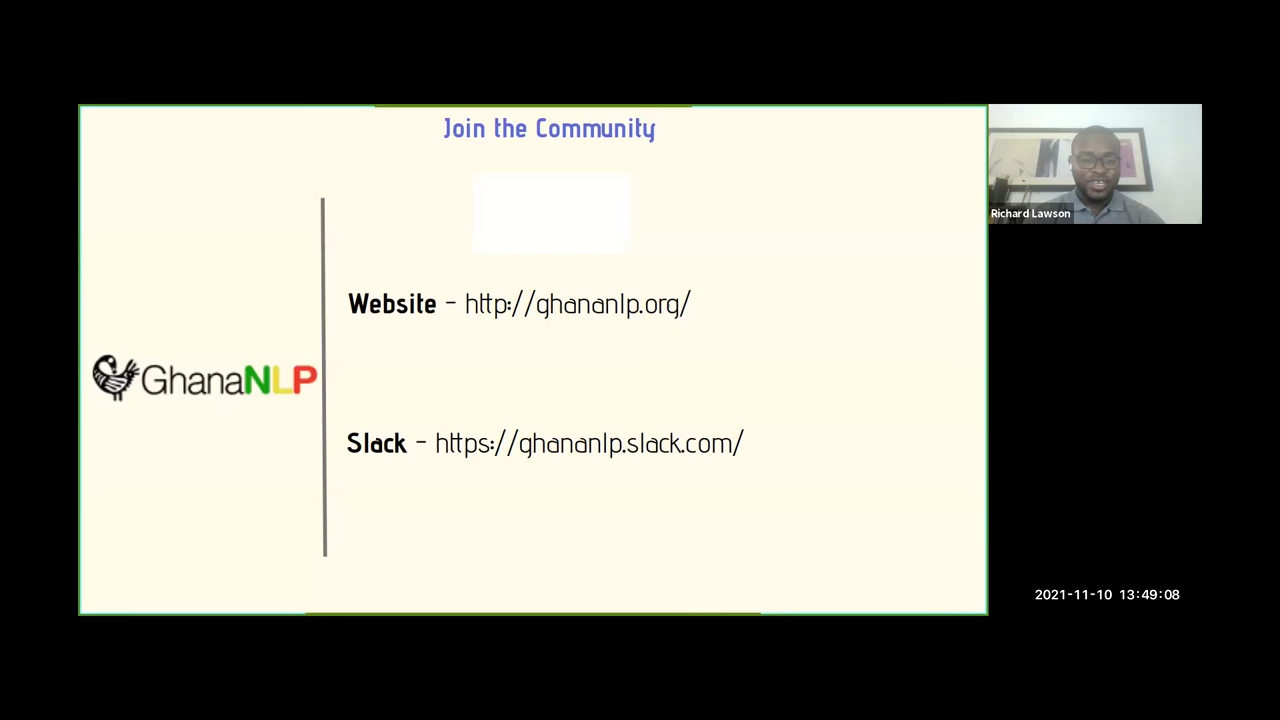 Join the Community
Richard Lawson
Website - http://ghananlp.org/
GhanaNLP
Slack - https://ghananlp.slack.com/
2021-11-10 13:49:08